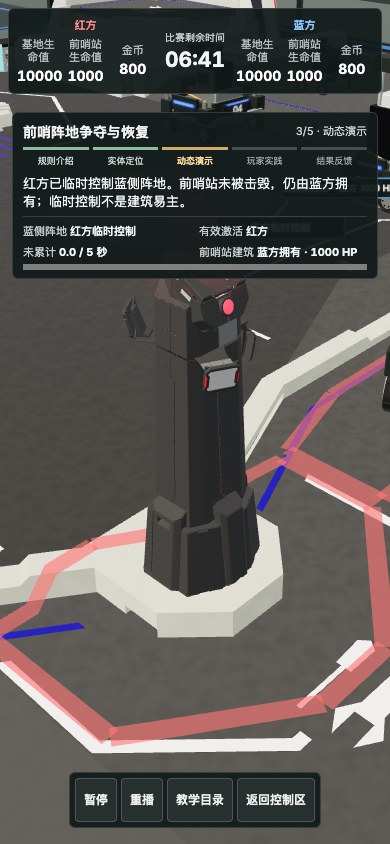 红方
基地生命值
10000
前哨站生命值
1000
金币
800
比赛剩余时间
06:41
蓝方
基地生命值
10000
前哨站生命值
1000
金币
800
04
前哨阵地争夺与恢复
3/5 · 动态演示
规则介绍
实体定位
动态演示
玩家实践
结果反馈
红方已临时控制蓝侧阵地。前哨站未被击毁，仍由蓝方拥
有；临时控制不是建筑易主。
蓝侧阵地 红方临时控制
有效激活 红方
未累计 0.0 / 5 秒
前哨站建筑 蓝方拥有 · 1000 HP
暂停
重播
教学目录
返回控制区